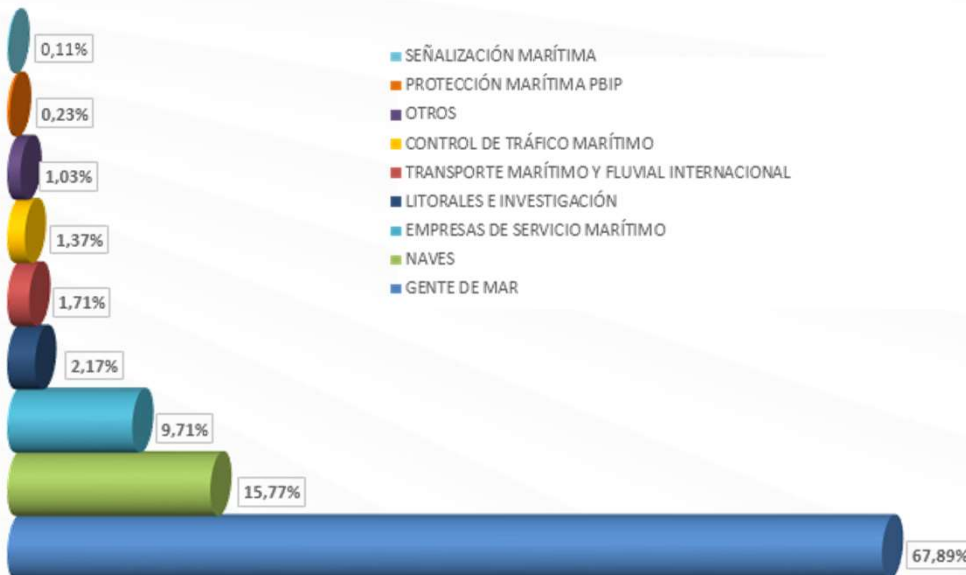 0,11%
0,23%
1,03%
1,37%
1,71%
2,17%
9,71%
15,77%
67,89%
SEÑALIZACIÓN MARÍTIMA
PROTECCIÓN MARÍTIMA PBIP
OTROS
CONTROL DE TRÁFICO MARÍTIMO
TRANSPORTE MARÍTIMO Y FLUVIAL INTERNACIONAL
LITORALES E INVESTIGACIÓN
EMPRESAS DE SERVICIO MARÍTIMO
NAVES
GENTE DE MAR